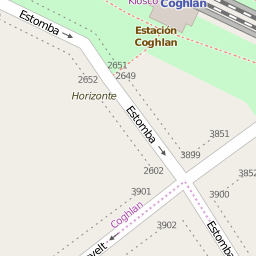 Kiosco
Coghlan
Estación
Coghlan
Estomba
2651
2652
2649
Horizonte
Estomba
3851
3899
2602
3852
3901
3900
Coghlan
3902
Estomba